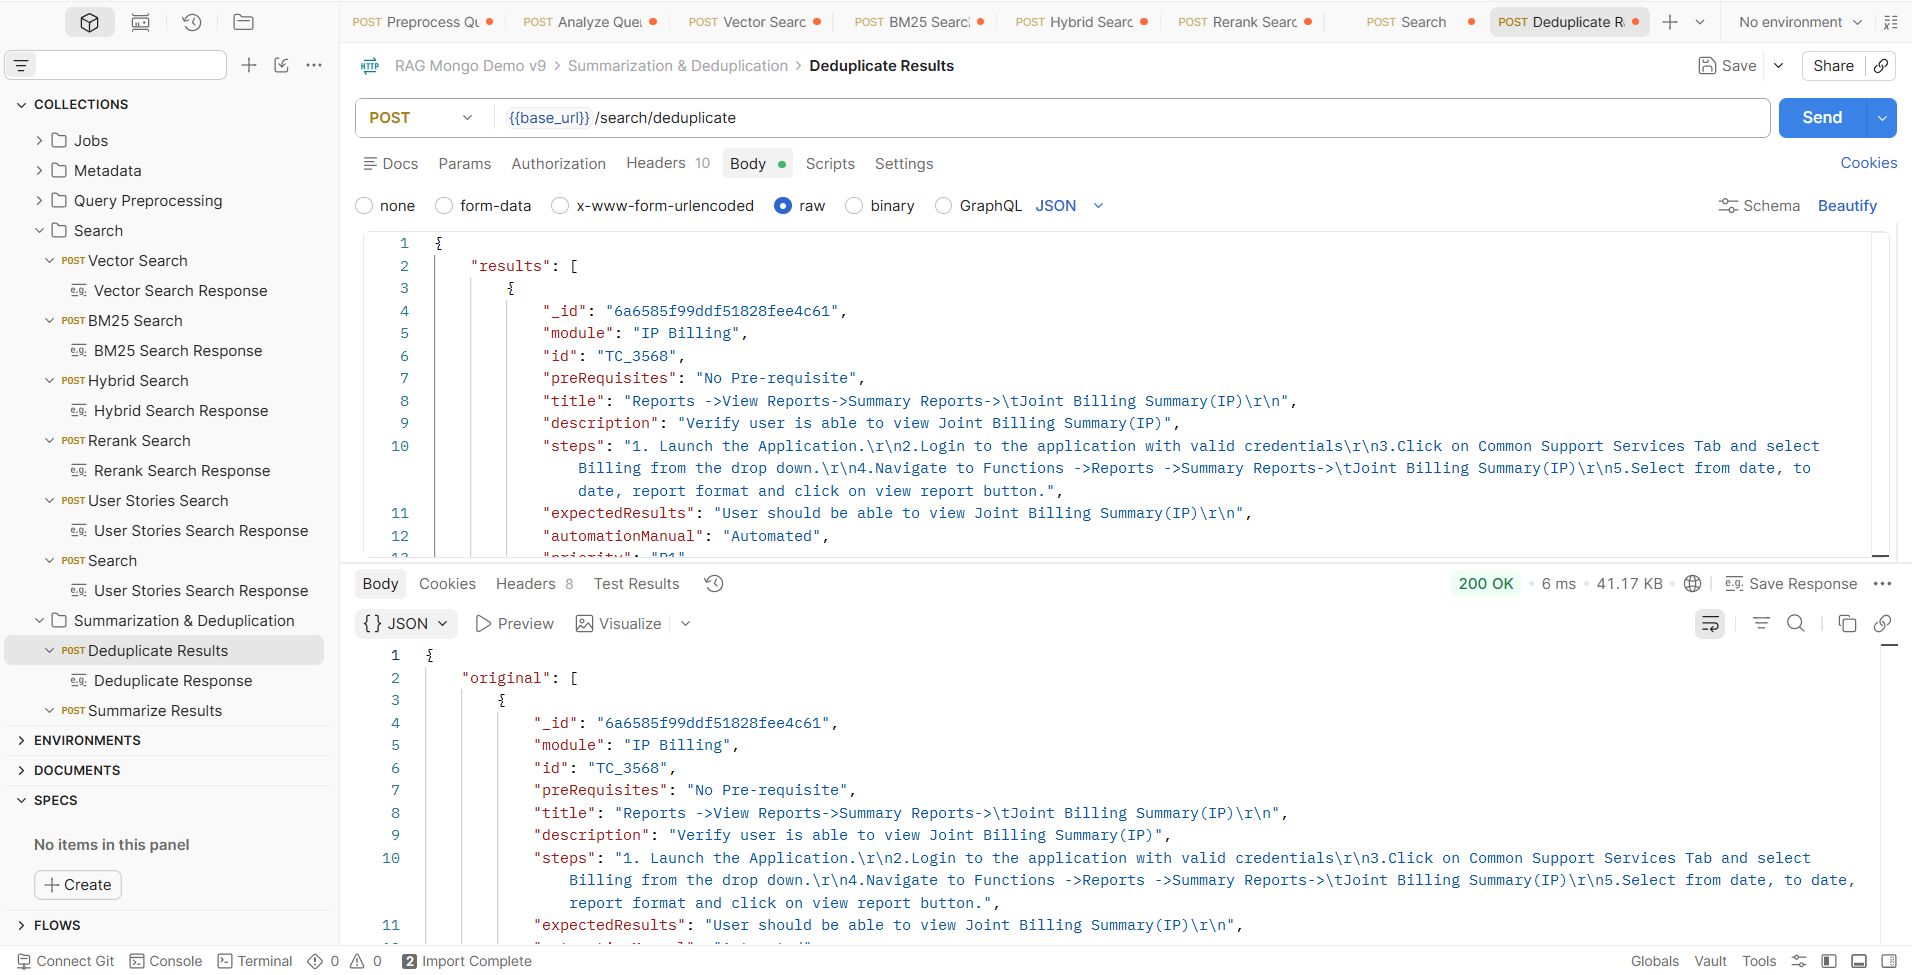 POST Preprocess Qu
POST Analyze Quer
POST Vector Searc
POST BM25 Searc
POST Hybrid Searc
POST Rerank Searc
POST Search
POST Deduplicate R
No environment
RAG Mongo Demo v9 > Summarization & Deduplication > Deduplicate Results
Save
Share
COLLECTIONS
Jobs
Metadata
Query Preprocessing
Search
POST Vector Search
e.g. Vector Search Response
POST BM25 Search
e.g. BM25 Search Response
POST Hybrid Search
e.g. Hybrid Search Response
POST Rerank Search
e.g. Rerank Search Response
POST User Stories Search
e.g. User Stories Search Response
POST Search
e.g. User Stories Search Response
Summarization & Deduplication
POST Deduplicate Results
e.g. Deduplicate Response
POST Summarize Results
ENVIRONMENTS
DOCUMENTS
SPECS
No items in this panel
Create
FLOWS
POST {{base_url}} /search/deduplicate
Send
Docs Params Authorization Headers 10 Body Scripts Settings
Cookies
none form-data x-www-form-urlencoded raw binary GraphQL JSON
Schema Beautify
1 {
2 "results": [
3 {
4 "_id": "6a6585f99ddf51828fee4c61",
5 "module": "IP Billing",
6 "id": "TC_3568",
7 "preRequisites": "No Pre-requisite",
8 "title": "Reports ->View Reports->Summary Reports->\tJoint Billing Summary(IP)\r\n",
9 "description": "Verify user is able to view Joint Billing Summary(IP)",
10 "steps": "1. Launch the Application.\r\n2.Login to the application with valid credentials\r\n3.Click on Common Support Services Tab and select
Billing from the drop down.\r\n4.Navigate to Functions ->Reports ->Summary Reports->\tJoint Billing Summary(IP)\r\n5.Select from date, to
date, report format and click on view report button.",
11 "expectedResults": "User should be able to view Joint Billing Summary(IP)\r\n",
12 "automationManual": "Automated",
13 "priority": "P1"
Body Cookies Headers 8 Test Results
200 OK • 6 ms • 41.17 KB
e.g. Save Response
{ } JSON Preview Visualize
1 {
2 "original": [
3 {
4 "_id": "6a6585f99ddf51828fee4c61",
5 "module": "IP Billing",
6 "id": "TC_3568",
7 "preRequisites": "No Pre-requisite",
8 "title": "Reports ->View Reports->Summary Reports->\tJoint Billing Summary(IP)\r\n",
9 "description": "Verify user is able to view Joint Billing Summary(IP)",
10 "steps": "1. Launch the Application.\r\n2.Login to the application with valid credentials\r\n3.Click on Common Support Services Tab and select
Billing from the drop down.\r\n4.Navigate to Functions ->Reports ->Summary Reports->\tJoint Billing Summary(IP)\r\n5.Select from date, to date,
report format and click on view report button.",
11 "expectedResults": "User should be able to view Joint Billing Summary(IP)\r\n",
Connect Git Console Terminal 0 0 2 Import Complete
Globals Vault Tools